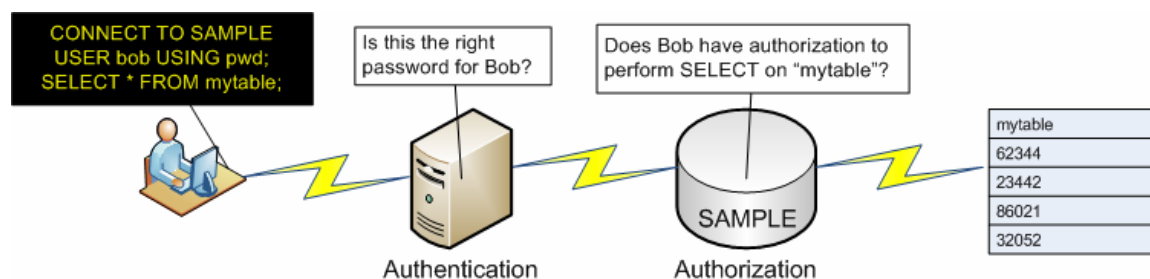 CONNECT TO SAMPLE
USER bob USING pwd;
SELECT * FROM mytable;
Is this the right
password for Bob?
Does Bob have authorization to
perform SELECT on “mytable”?
mytable
62344
23442
86021
32052
SAMPLE
Authentication
Authorization